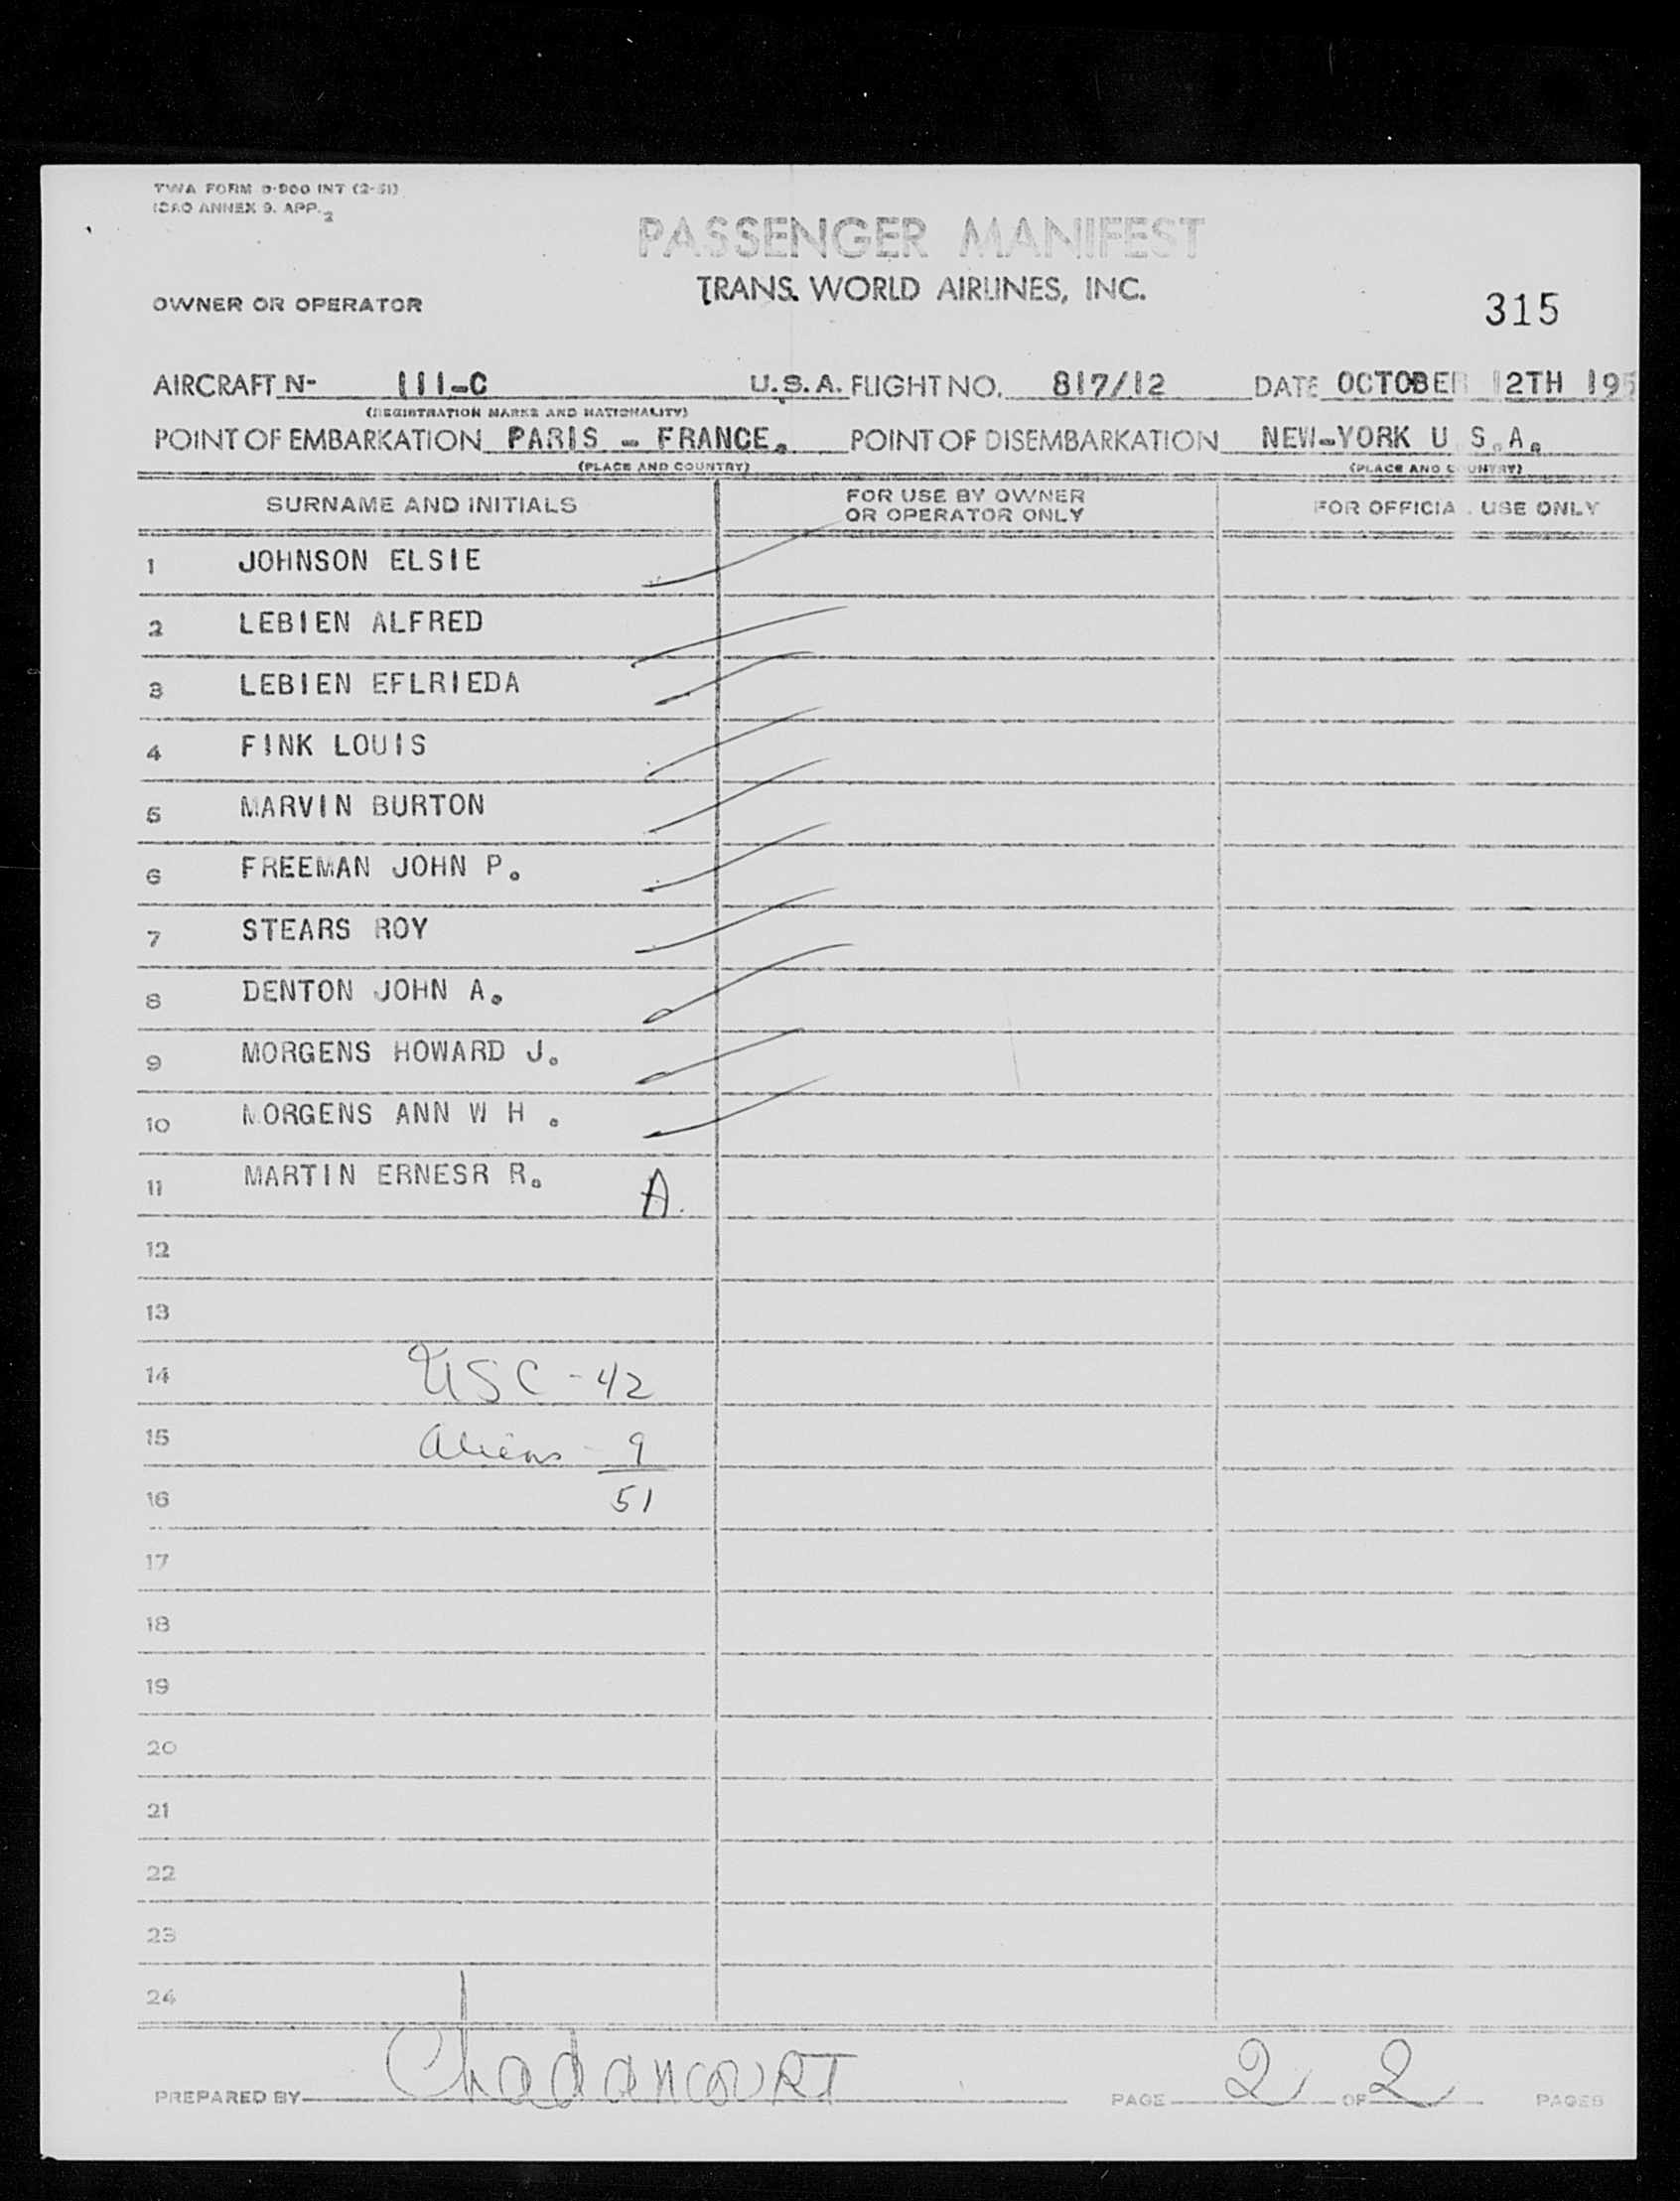 TWA FORM 0-900 INT (2-51)
ICAO ANNEX 9. APP. 2
PASSENGER MANIFEST
TRANS. WORLD AIRLINES, INC.
OWNER OR OPERATOR
315
AIRCRAFT N- 111-C U.S.A. FLIGHT NO. 817/12 DATE OCTOBER 12TH 195
(REGISTRATION MARKS AND NATIONALITY)
POINT OF EMBARKATION PARIS - FRANCE. POINT OF DISEMBARKATION NEW-YORK U.S.A.
(PLACE AND COUNTRY) (PLACE AND COUNTRY)
SURNAME AND INITIALS FOR USE BY OWNER OR OPERATOR ONLY FOR OFFICIAL USE ONLY
1 JOHNSON ELSIE
2 LEBIEN ALFRED
3 LEBIEN EFLRIEDA
4 FINK LOUIS
5 MARVIN BURTON
6 FREEMAN JOHN P.
7 STEARS ROY
8 DENTON JOHN A.
9 MORGENS HOWARD J.
10 MORGENS ANN W H .
11 MARTIN ERNESR R. A.
12
13
14 USC - 42
15 Aliens - 9
16 51
17
18
19
20
21
22
23
24
PREPARED BY Chadancourt PAGE 2 OF 2 PAGES